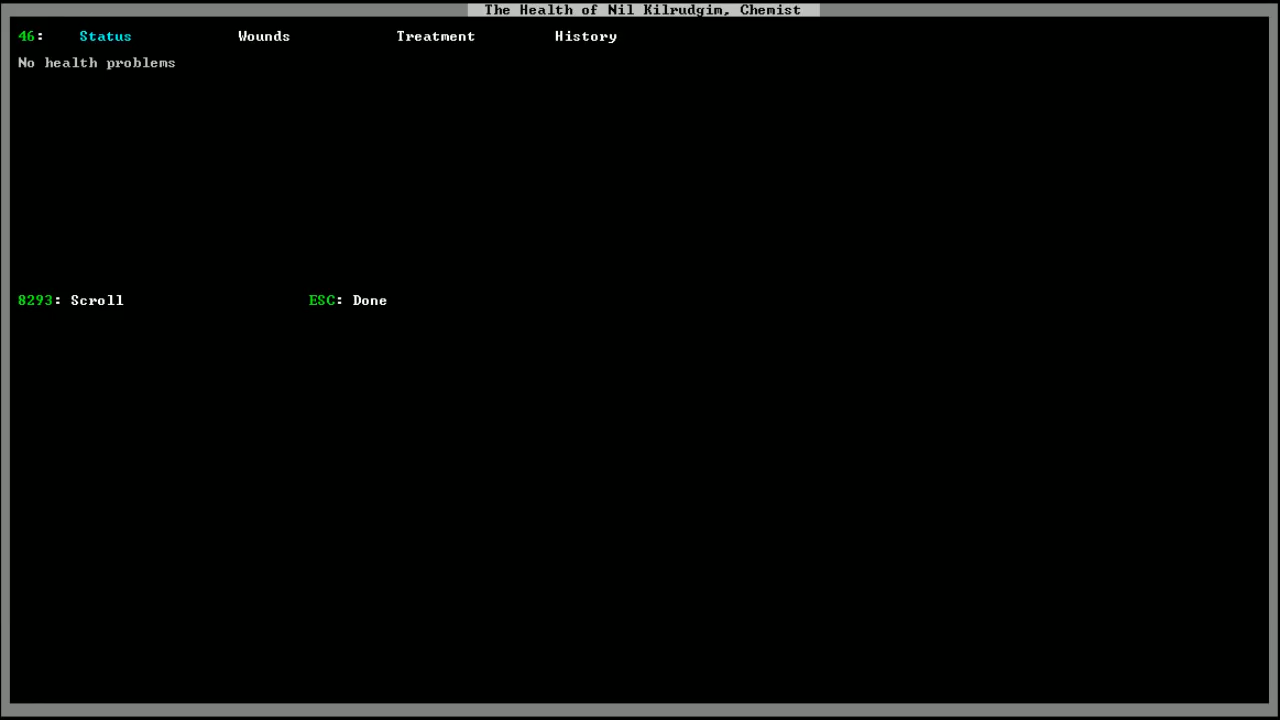 The Health of Nil Kilrudgim, Chemist
46: Status Wounds Treatment History
No health problems
8293: Scroll ESC: Done